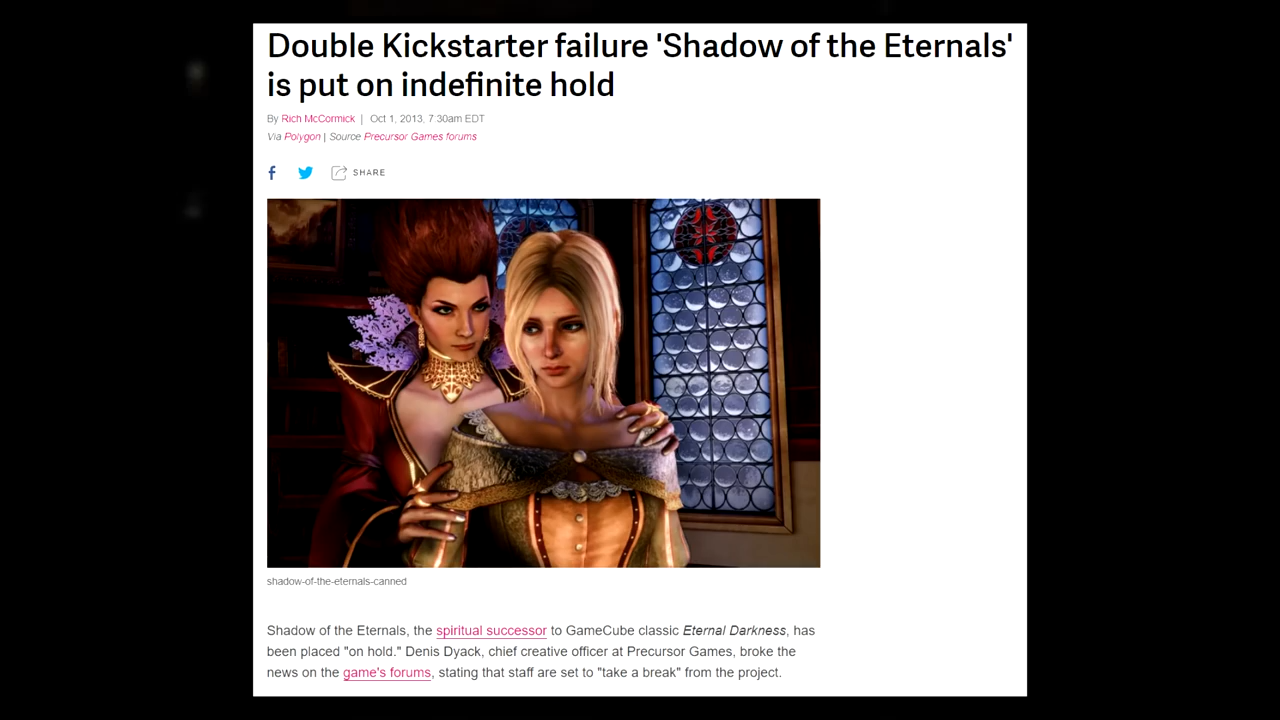 Double Kickstarter failure 'Shadow of the Eternals'
is put on indefinite hold
By Rich McCormick | Oct 1, 2013, 7:30am EDT
Via Polygon | Source Precursor Games forums
SHARE
shadow-of-the-eternals-canned
Shadow of the Eternals, the spiritual successor to GameCube classic Eternal Darkness, has
been placed "on hold." Denis Dyack, chief creative officer at Precursor Games, broke the
news on the game's forums, stating that staff are set to "take a break" from the project.